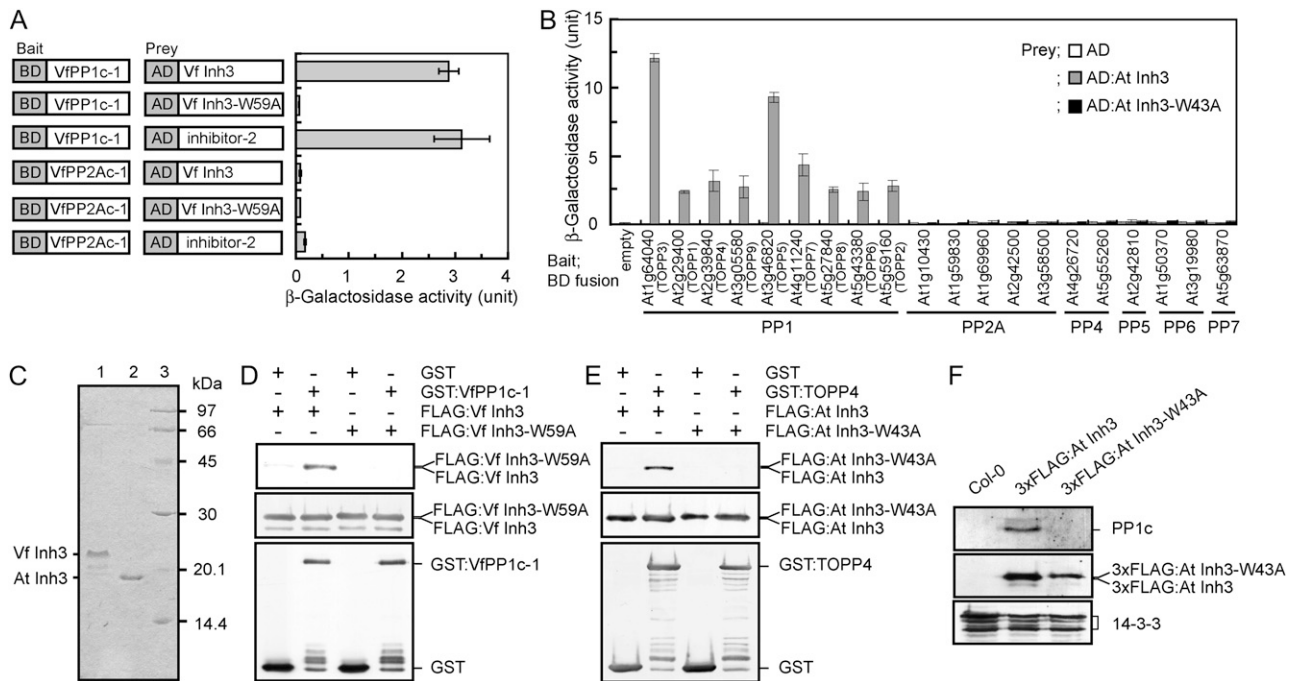 A
Bait Prey
BD VfPP1c-1 AD Vf Inh3
BD VfPP1c-1 AD Vf Inh3-W59A
BD VfPP1c-1 AD inhibitor-2
BD VfPP2Ac-1 AD Vf Inh3
BD VfPP2Ac-1 AD Vf Inh3-W59A
BD VfPP2Ac-1 AD inhibitor-2
0 1 2 3 4
β-Galactosidase activity (unit)
B
β-Galactosidase activity (unit)
15
10
5
0
Prey; AD
; AD:At Inh3
; AD:At Inh3-W43A
Bait;
BD fusion
empty
At1g64040 (TOPP3)
At2g29400 (TOPP1)
At2g39840 (TOPP4)
At3g05580 (TOPP9)
At3g46820 (TOPP5)
At4g11240 (TOPP7)
At5g27840 (TOPP8)
At5g43380 (TOPP6)
At5g59160 (TOPP2)
At1g10430
At1g59830
At1g69960
At2g42500
At3g58500
At4g26720
At5g55260
At2g42810
At1g50370
At3g19980
At5g63870
PP1 PP2A PP4 PP5 PP6 PP7
C
1 2 3
kDa
97
66
45
30
20.1
14.4
Vf Inh3
At Inh3
D
+ - + - GST
- + - + GST:VfPP1c-1
+ + - - FLAG:Vf Inh3
- - + + FLAG:Vf Inh3-W59A
FLAG:Vf Inh3-W59A
FLAG:Vf Inh3
FLAG:Vf Inh3-W59A
FLAG:Vf Inh3
GST:VfPP1c-1
GST
E
+ - + - GST
- + - + GST:TOPP4
+ + - - FLAG:At Inh3
- - + + FLAG:At Inh3-W43A
FLAG:At Inh3-W43A
FLAG:At Inh3
FLAG:At Inh3-W43A
FLAG:At Inh3
GST:TOPP4
GST
F
Col-0
3xFLAG:At Inh3
3xFLAG:At Inh3-W43A
PP1c
3xFLAG:At Inh3-W43A
3xFLAG:At Inh3
14-3-3